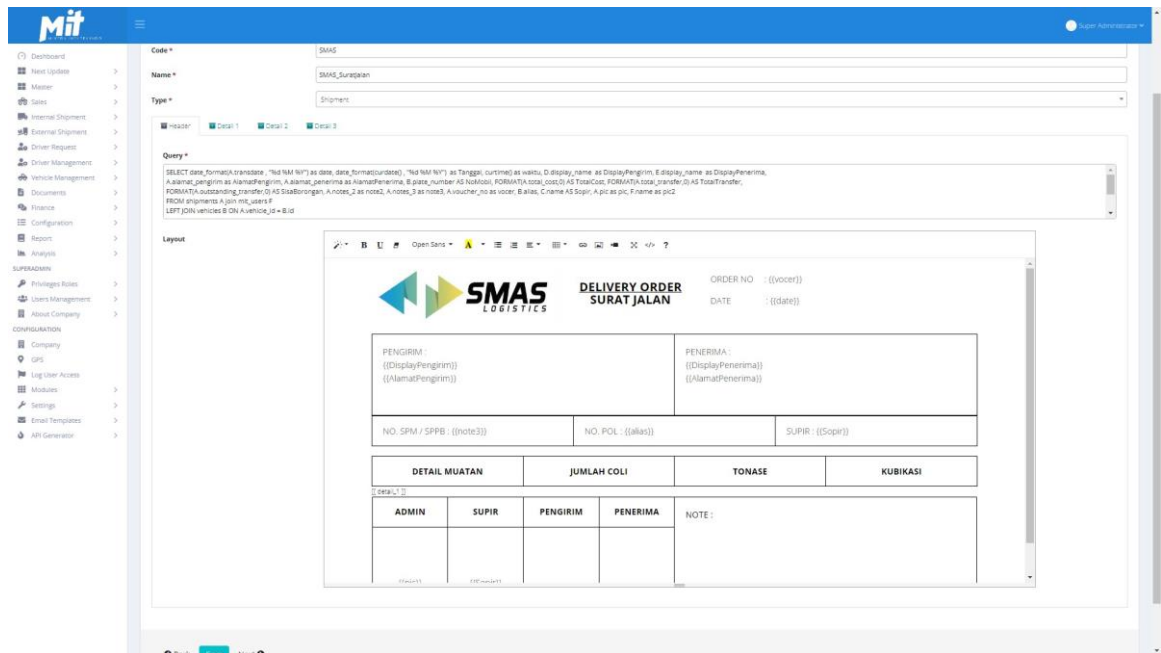 Mit
Super Administrator
Dashboard
Next Update
Master
Sales
Internal Shipment
External Shipment
Driver Request
Driver Management
Vehicle Management
Documents
Finance
Configuration
Report
Analysis
SUPERADMIN
Privileges Roles
Users Management
About Company
CONFIGURATION
Company
GPS
Log User Access
Modules
Settings
Email Templates
API Generator
Code *
SMAS
Name *
SMAS_SuratJalan
Type *
Shipment
Header Detail 1 Detail 2 Detail 3
Query *
SELECT date_format(A.transdate , "%d %M %Y") as date, date_format(curdate() , "%d %M %Y") as Tanggal, curtime() as waktu, D.display_name as DisplayPengirim, E.display_name as DisplayPenerima,
A.alamat_pengirim as AlamatPengirim, A.alamat_penerima as AlamatPenerima, B.plate_number AS NoMobil, FORMAT(A.total_cost,0) AS TotalCost, FORMAT(A.total_transfer,0) AS TotalTransfer,
FORMAT(A.outstanding_transfer,0) AS SisaBorongan, A.notes_2 as note2, A.notes_3 as note3, A.voucher_no as vocer, B.alias, C.name AS Sopir, A.pic as pic, F.name as pic2
FROM shipments A join mit_users F
LEFT JOIN vehicles B ON A.vehicle_id = B.id
Layout
B U Open Sans A </> ?
SMAS
LOGISTICS
DELIVERY ORDER
SURAT JALAN
ORDER NO : {{vocer}}
DATE : {{date}}
PENGIRIM :
{{DisplayPengirim}}
{{AlamatPengirim}}
PENERIMA :
{{DisplayPenerima}}
{{AlamatPenerima}}
NO. SPM / SPPB : {{note3}} NO. POL : {{alias}} SUPIR : {{Sopir}}
DETAIL MUATAN JUMLAH COLI TONASE KUBIKASI
[[ detail_1 ]]
ADMIN SUPIR PENGIRIM PENERIMA NOTE :